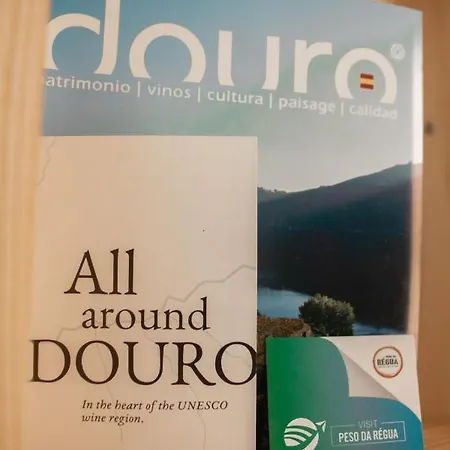 douro
atrimonio | vinos | cultura | paisage | calidad
All
around
DOURO
In the heart of the UNESCO
wine region.
RÉGUA
VISIT
PESO DA RÉGUA